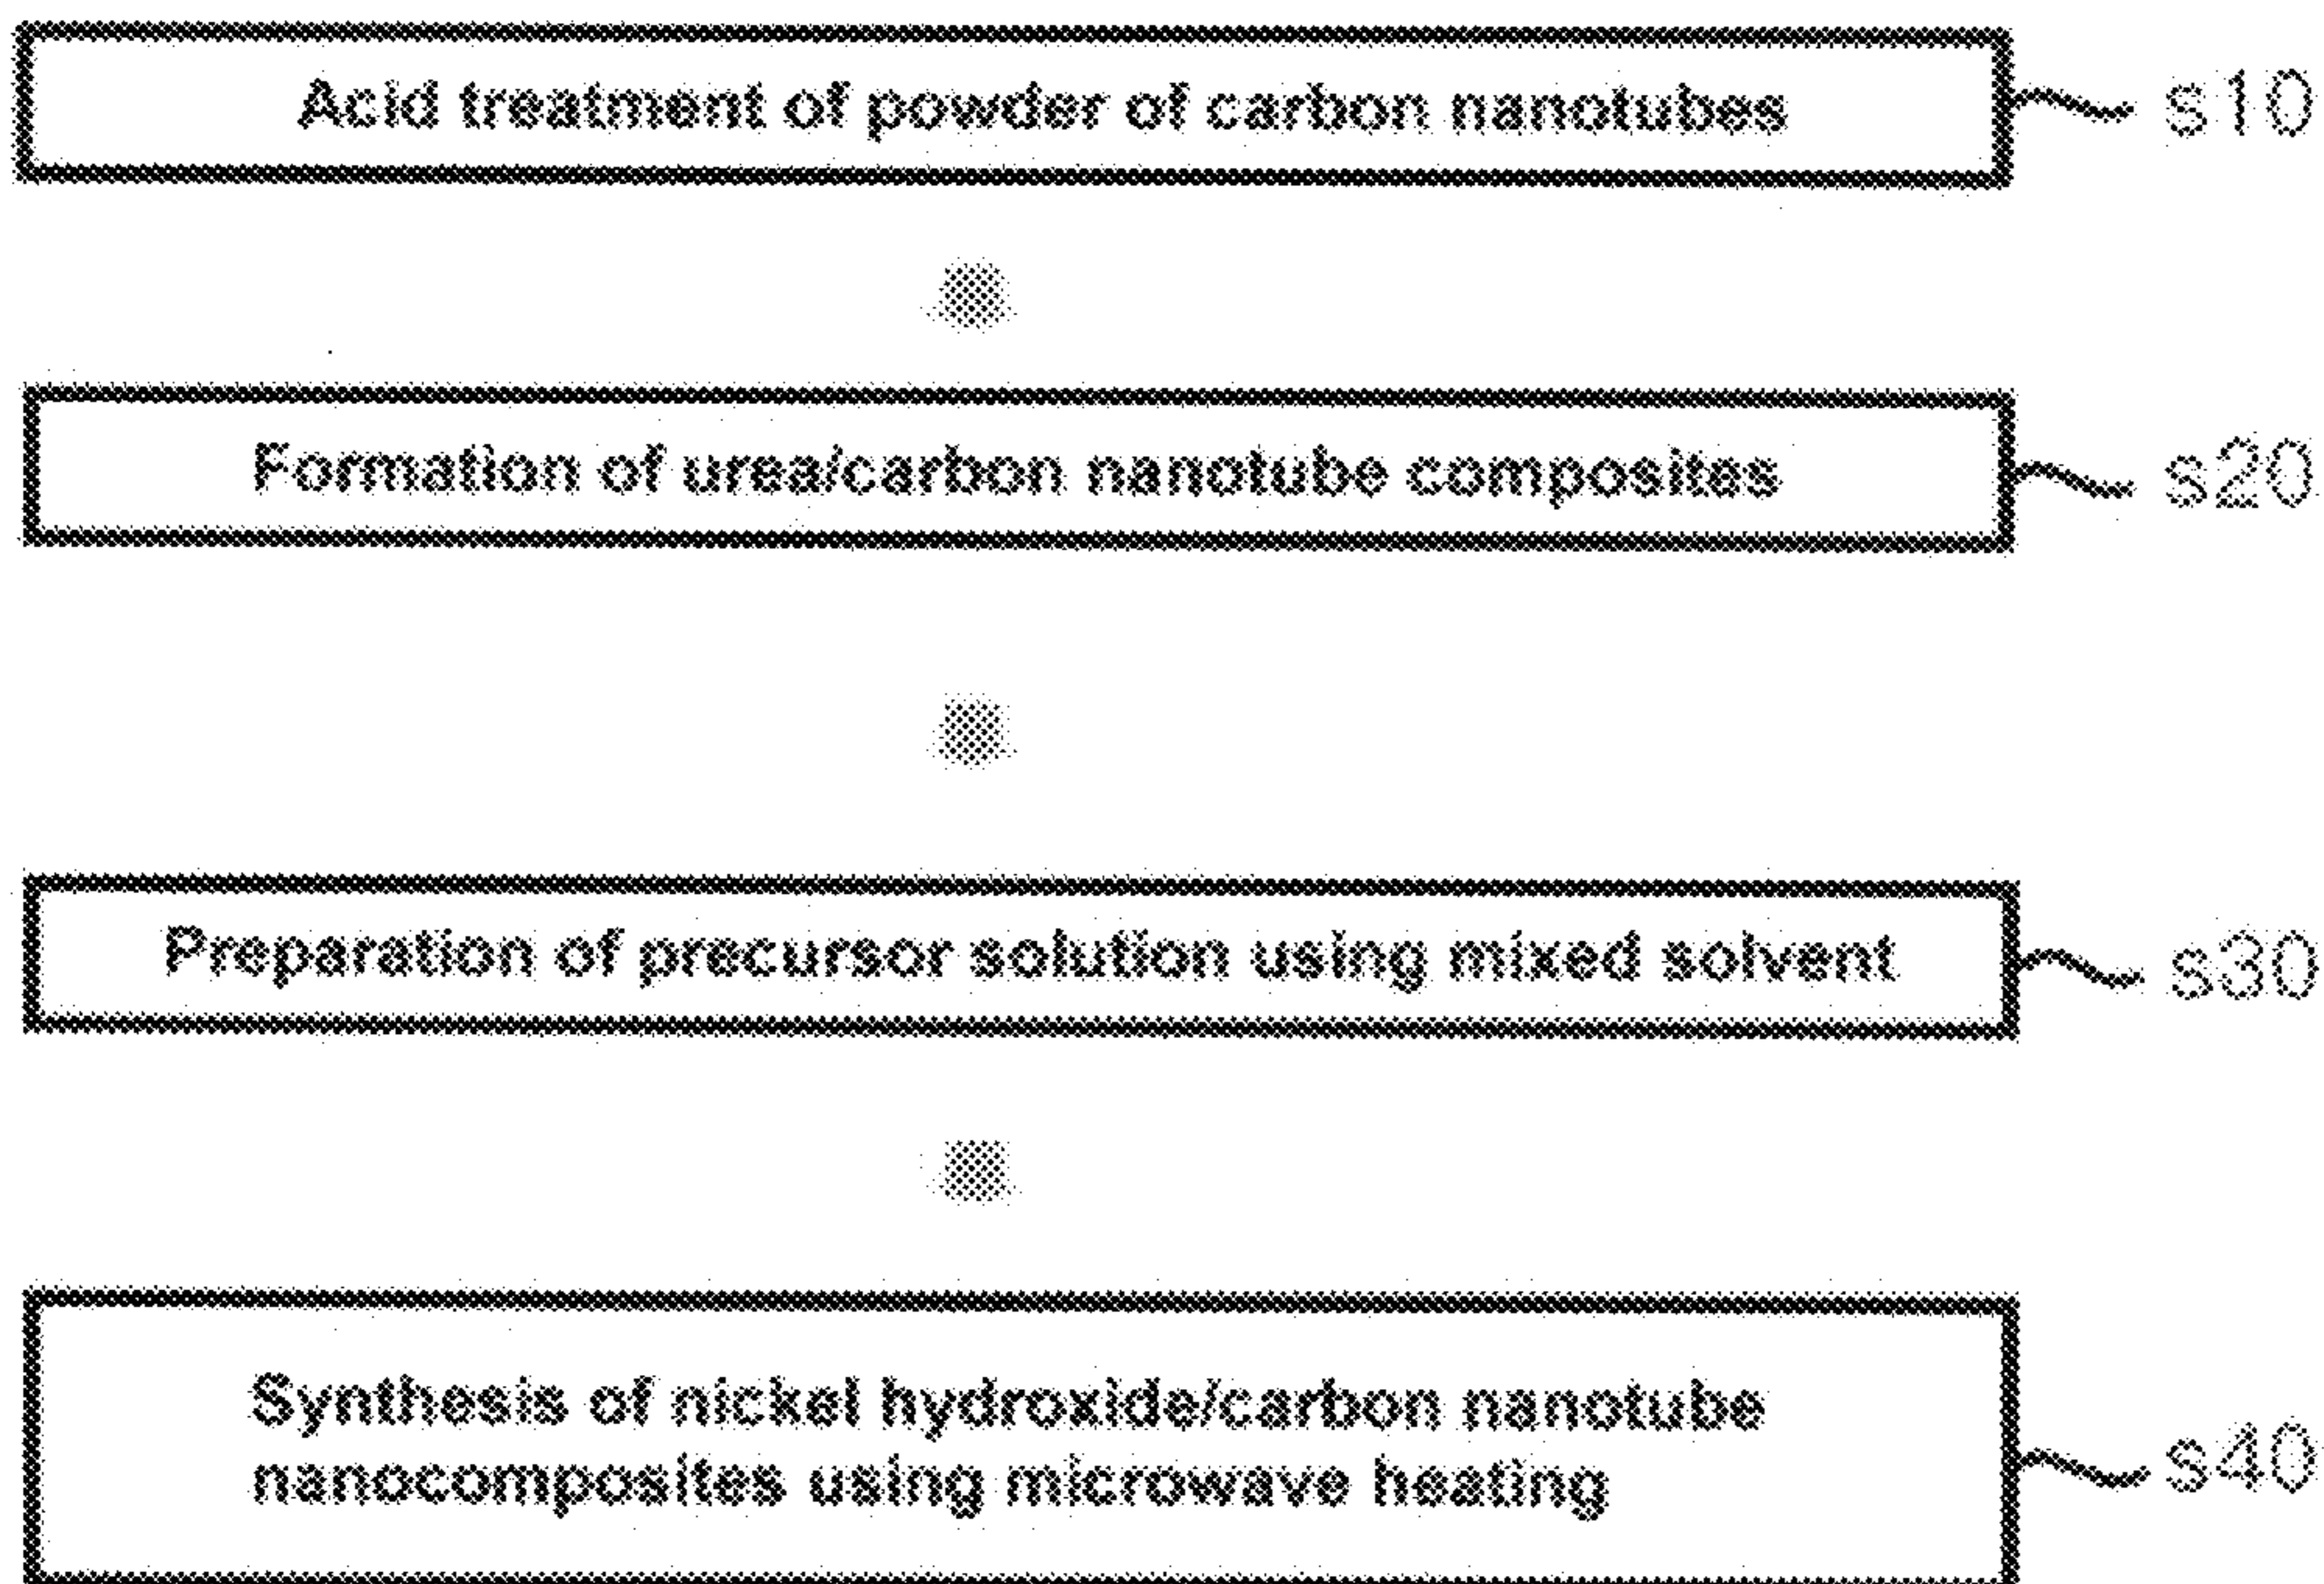 Acid treatment of powder of carbon nanotubes s10
Formation of urea/carbon nanotube composites s20
Preparation of precursor solution using mixed solvent s30
Synthesis of nickel hydroxide/carbon nanotube
nanocomposites using microwave heating s40